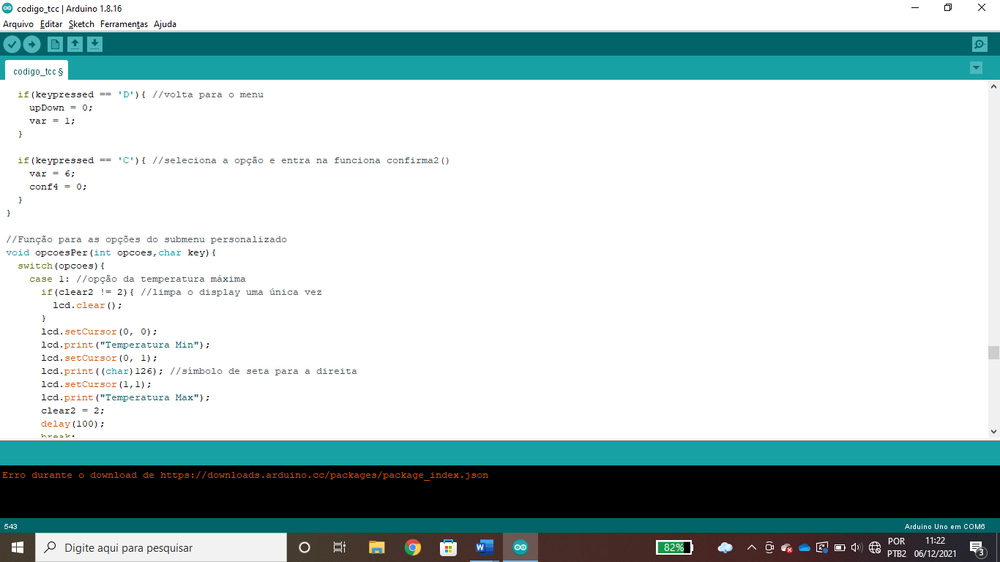 codigo_tcc | Arduino 1.8.16
Arquivo Editar Sketch Ferramentas Ajuda
codigo_tcc §
if(keypressed == 'D'){ //volta para o menu
upDown = 0;
var = 1;
}
if(keypressed == 'C'){ //seleciona a opção e entra na funciona confirma2()
var = 6;
conf4 = 0;
}
}
//Função para as opções do submenu personalizado
void opcoesPer(int opcoes,char key){
switch(opcoes){
case 1: //opção da temperatura máxima
if(clear2 != 2){ //limpa o display uma única vez
lcd.clear();
}
lcd.setCursor(0, 0);
lcd.print("Temperatura Min");
lcd.setCursor(0, 1);
lcd.print((char)126); //símbolo de seta para a direita
lcd.setCursor(1,1);
lcd.print("Temperatura Max");
clear2 = 2;
delay(100);
break;
Erro durante o download de https://downloads.arduino.cc/packages/package_index.json
543
Arduino Uno em COM6
Digite aqui para pesquisar
82%
POR
PTB2
11:22
06/12/2021
3